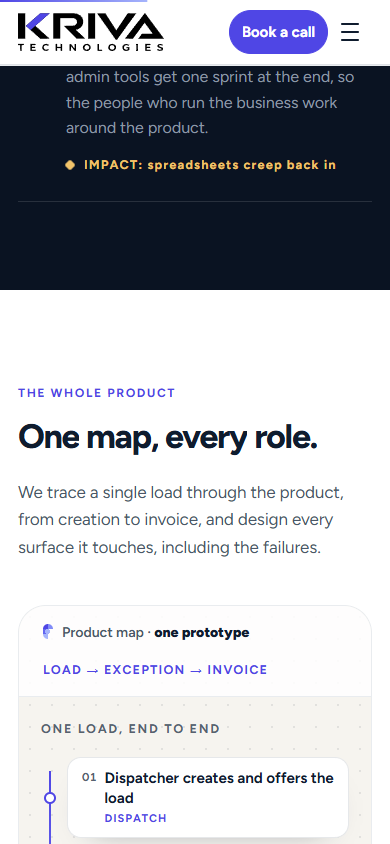 KRIVA
TECHNOLOGIES
Book a call
admin tools get one sprint at the end, so
the people who run the business work
around the product.
IMPACT: spreadsheets creep back in
THE WHOLE PRODUCT
One map, every role.
We trace a single load through the product,
from creation to invoice, and design every
surface it touches, including the failures.
Product map · one prototype
LOAD → EXCEPTION → INVOICE
ONE LOAD, END TO END
01 Dispatcher creates and offers the
load
DISPATCH